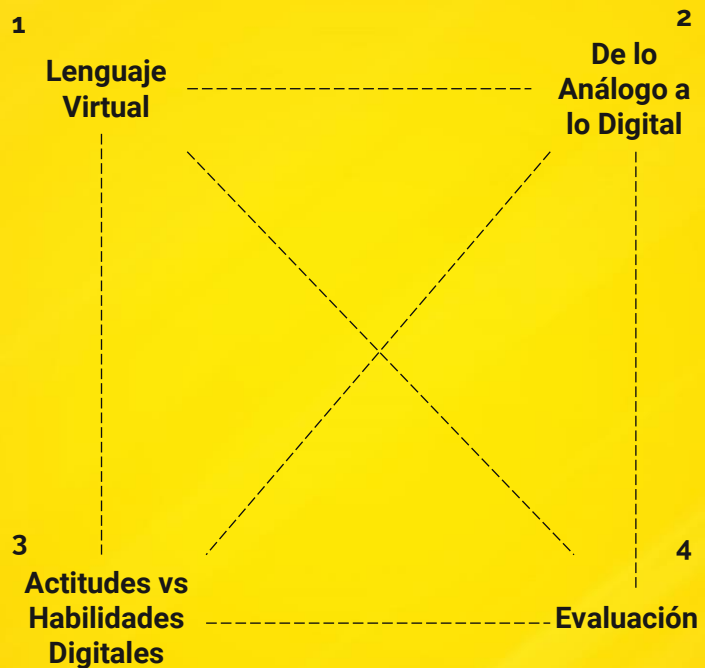 1
Lenguaje
Virtual
2
De lo
Análogo a
lo Digital
3
Actitudes vs
Habilidades
Digitales
4
Evaluación